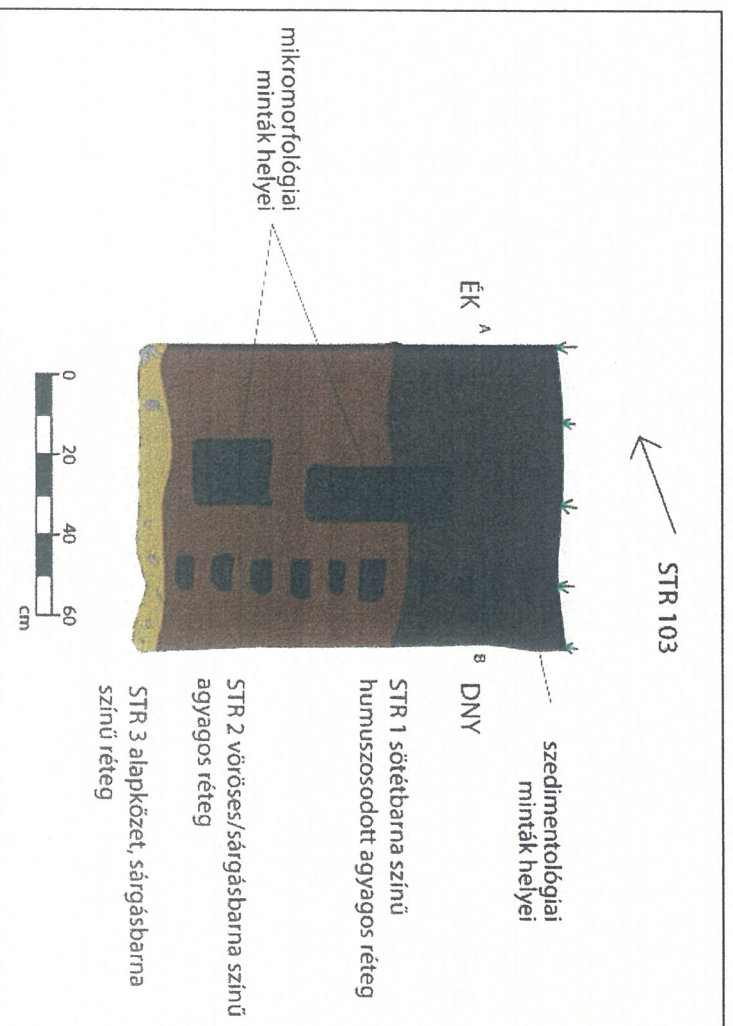 STR 103
szedimentológiai
minták helyei
mikromorfológiai
minták helyei
ÉK
A
B
DNY
STR 1 sötétbarna színű
humuszosodott agyagos réteg
STR 2 vöröses/sárgásbarna színű
agyagos réteg
STR 3 alapkőzet, sárgásbarna
színű réteg
0 20 40 60
cm